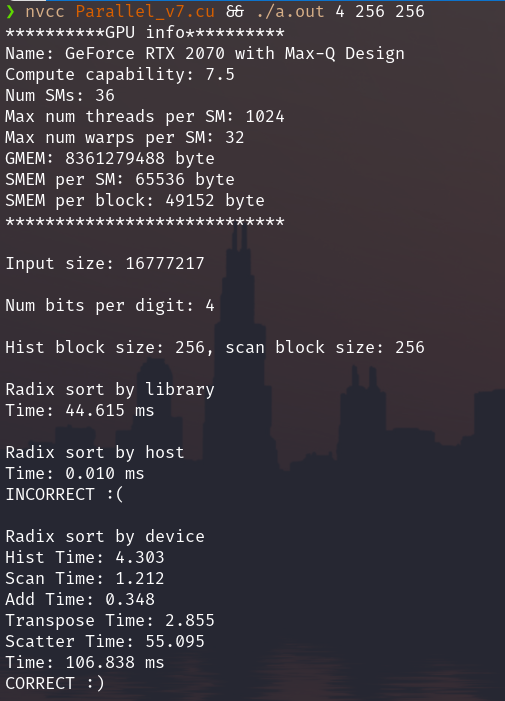 ❯ nvcc Parallel_v7.cu && ./a.out 4 256 256
**********GPU info**********
Name: GeForce RTX 2070 with Max-Q Design
Compute capability: 7.5
Num SMs: 36
Max num threads per SM: 1024
Max num warps per SM: 32
GMEM: 8361279488 byte
SMEM per SM: 65536 byte
SMEM per block: 49152 byte
****************************
Input size: 16777217
Num bits per digit: 4
Hist block size: 256, scan block size: 256
Radix sort by library
Time: 44.615 ms
Radix sort by host
Time: 0.010 ms
INCORRECT :(
Radix sort by device
Hist Time: 4.303
Scan Time: 1.212
Add Time: 0.348
Transpose Time: 2.855
Scatter Time: 55.095
Time: 106.838 ms
CORRECT :)